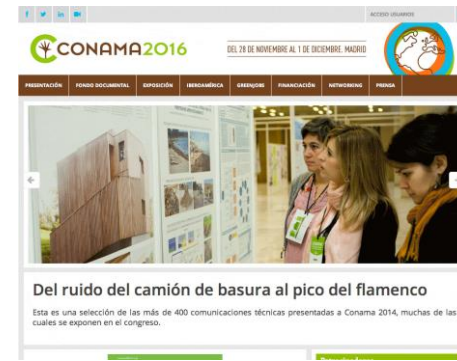 ACCESO USUARIOS
CONAMA2016
DEL 28 DE NOVIEMBRE AL 1 DE DICIEMBRE. MADRID
PRESENTACIÓN FONDO DOCUMENTAL EXPOSICIÓN IBEROAMÉRICA GREENJOBS FINANCIACIÓN NETWORKING PRENSA
Del ruido del camión de basura al pico del flamenco
Esta es una selección de las más de 400 comunicaciones técnicas presentadas a Conama 2014, muchas de las
cuales se exponen en el congreso.